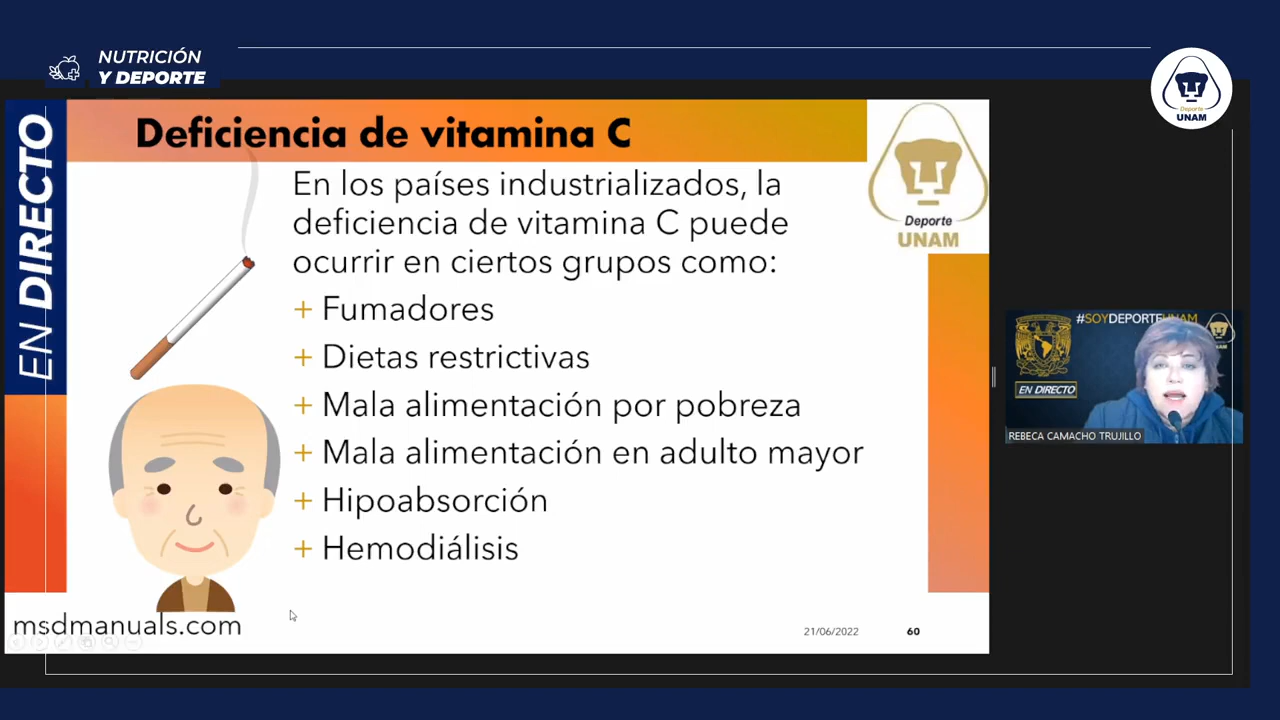 NUTRICIÓN
Y DEPORTE
Deporte
UNAM
EN DIRECTO
Deficiencia de vitamina C
Deporte
UNAM
En los países industrializados, la
deficiencia de vitamina C puede
ocurrir en ciertos grupos como:
+ Fumadores
+ Dietas restrictivas
+ Mala alimentación por pobreza
+ Mala alimentación en adulto mayor
+ Hipoabsorción
+ Hemodiálisis
msdmanuals.com
21/06/2022
60
#SOYDEPORTEUNAM
EN DIRECTO
REBECA CAMACHO TRUJILLO